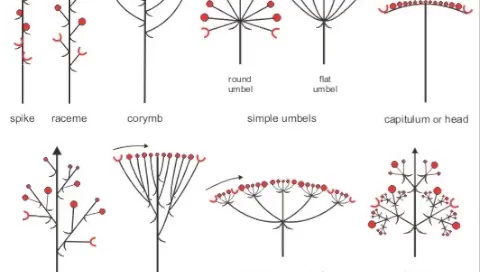 round
umbel
flat
umbel
spike
raceme
corymb
simple umbels
capitulum or head